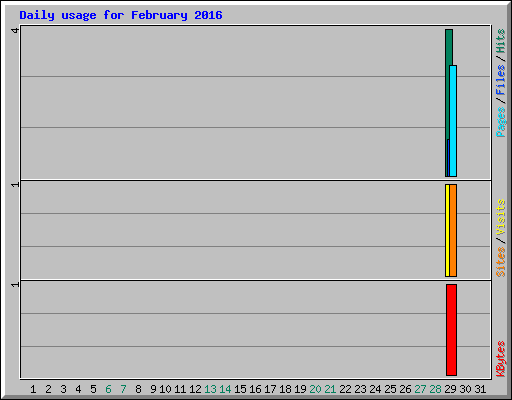 Daily usage for February 2016
4
1
1
Pages/Files/Hits
Sites/Visits
KBytes
1 2 3 4 5 6 7 8 9 10 11 12 13 14 15 16 17 18 19 20 21 22 23 24 25 26 27 28 29 30 31